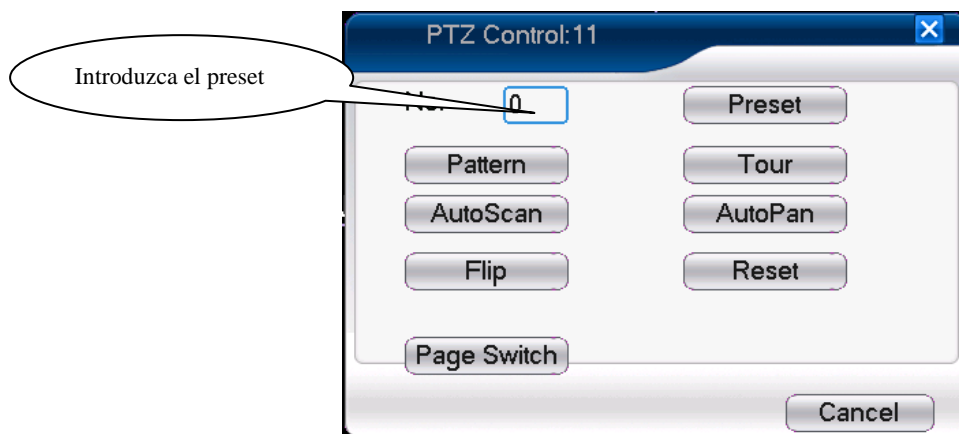 PTZ Control:11
Introduzca el preset
0
Preset
Pattern
Tour
AutoScan
AutoPan
Flip
Reset
Page Switch
Cancel